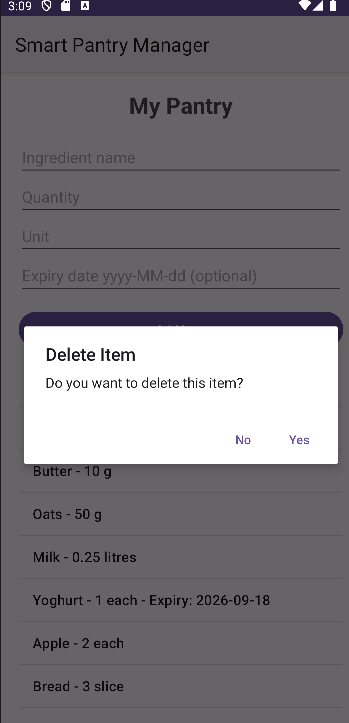 3:09
Smart Pantry Manager
My Pantry
Ingredient name
Quantity
Unit
Expiry date yyyy-MM-dd (optional)
Delete Item
Do you want to delete this item?
No
Yes
Butter - 10 g
Oats - 50 g
Milk - 0.25 litres
Yoghurt - 1 each - Expiry: 2026-09-18
Apple - 2 each
Bread - 3 slice